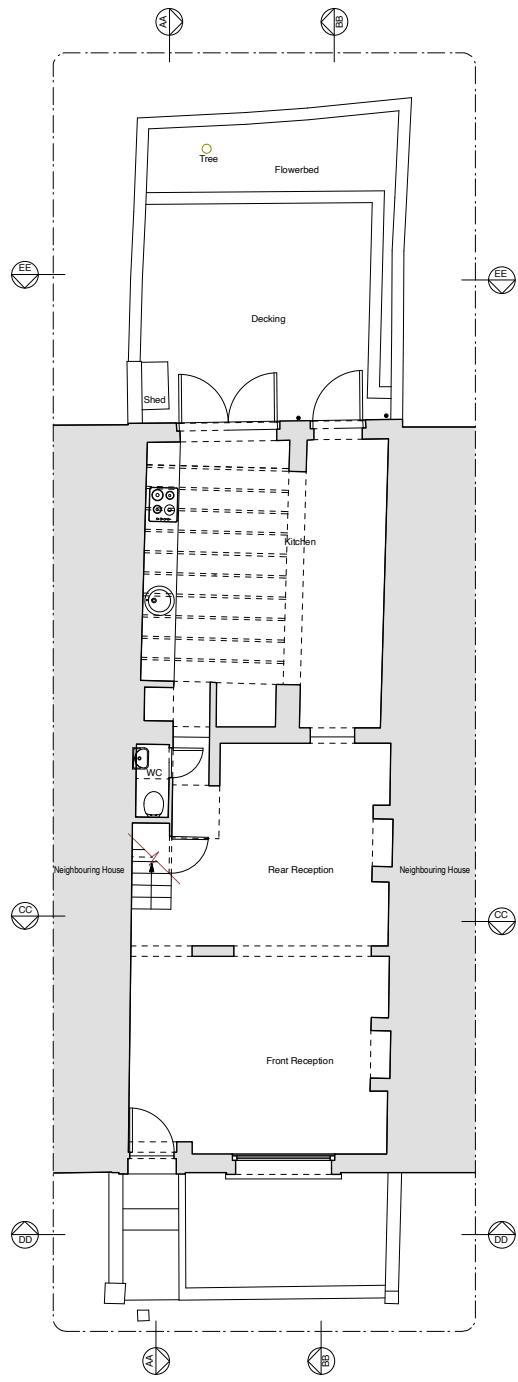 AA
BB
Tree
Flowerbed
EE
EE
Decking
Shed
Kitchen
WC
Neighbouring House
Rear Reception
Neighbouring House
CC
CC
Front Reception
DD
DD
AA
BB